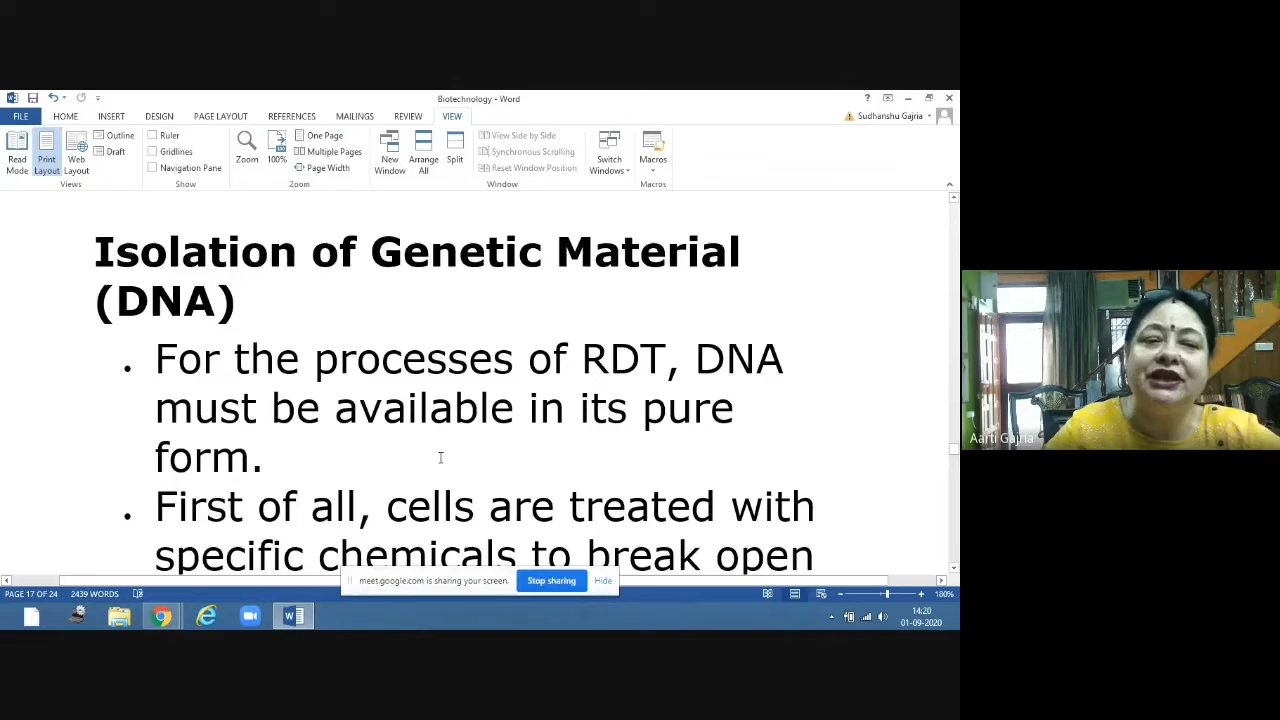 Biotechnology - Word
?
FILE HOME INSERT DESIGN PAGE LAYOUT REFERENCES MAILINGS REVIEW VIEW Sudhanshu Gajria
Read Mode
Print Layout
Web Layout
Outline
Draft
Views
Ruler
Gridlines
Navigation Pane
Show
Zoom
100%
One Page
Multiple Pages
Page Width
Zoom
New Window
Arrange All
Split
View Side by Side
Synchronous Scrolling
Reset Window Position
Window
Switch Windows
Macros
Macros
Isolation of Genetic Material
(DNA)
• For the processes of RDT, DNA
must be available in its pure
form.
• First of all, cells are treated with
specific chemicals to break open
meet.google.com is sharing your screen. Stop sharing Hide
PAGE 17 OF 24 2439 WORDS 180%
14:20
01-09-2020
Aarti Gajria